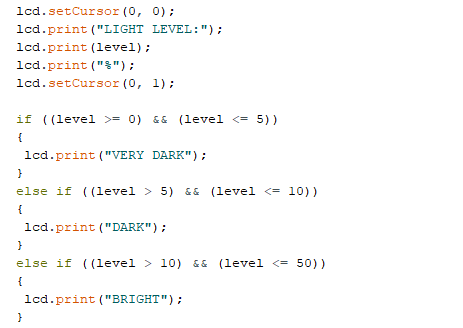 lcd.setCursor(0, 0);
lcd.print("LIGHT LEVEL:");
lcd.print(level);
lcd.print("%");
lcd.setCursor(0, 1);
if ((level >= 0) && (level <= 5))
{
lcd.print("VERY DARK");
}
else if ((level > 5) && (level <= 10))
{
lcd.print("DARK");
}
else if ((level > 10) && (level <= 50))
{
lcd.print("BRIGHT");
}